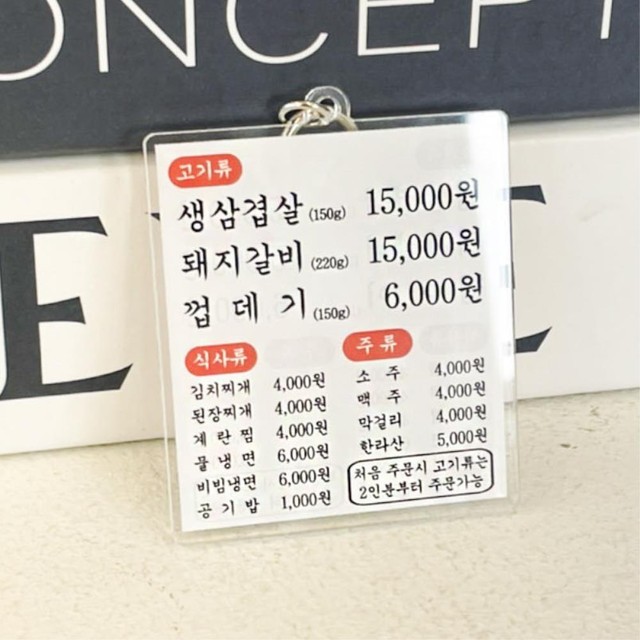 ONCEPT
고기류
생삼겹살 (150g) 15,000원
돼지갈비 (220g) 15,000원
껍데기 (150g) 6,000원
식사류
김치찌개 4,000원
된장찌개 4,000원
계란찜 4,000원
물냉면 6,000원
비빔냉면 6,000원
공기밥 1,000원
주류
소주 4,000원
맥주 4,000원
막걸리 4,000원
한라산 5,000원
처음 주문시 고기류는
2인분부터 주문가능